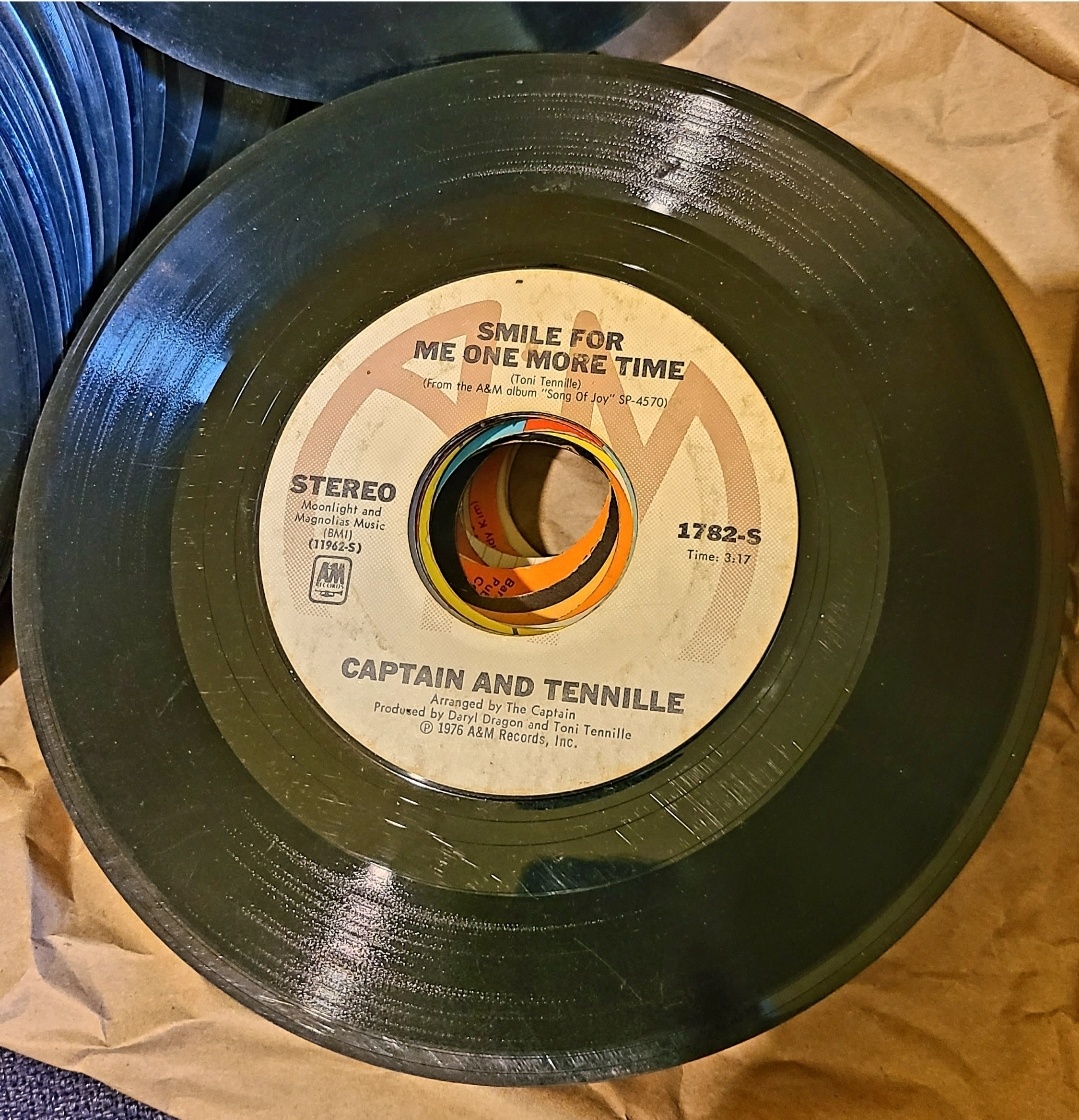 A&M
SMILE FOR
ME ONE MORE TIME
(Toni Tennille)
(From the A&M album "Song Of Joy" SP-4570)
STEREO
Moonlight and
Magnolias Music
(BMI)
(11962-S)
A&M
RECORDS
1782-S
Time: 3:17
CAPTAIN AND TENNILLE
Arranged by The Captain
Produced by Daryl Dragon and Toni Tennille
℗ 1976 A&M Records, Inc.